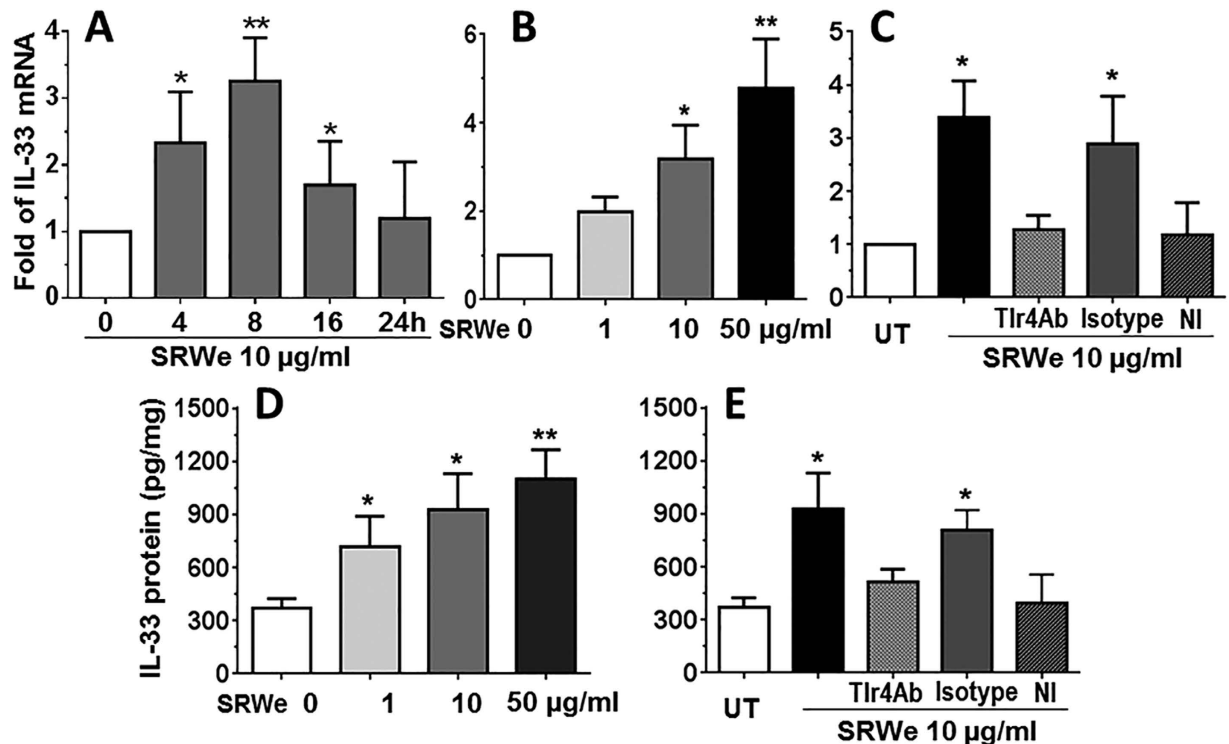 A
Fold of IL-33 mRNA
4
3
2
1
0
* ** *
0 4 8 16 24h
SRWe 10 µg/ml
B
6
4
2
0
* **
SRWe 0 1 10 50 µg/ml
C
5
4
3
2
1
0
* *
UT Tlr4Ab Isotype NI
SRWe 10 µg/ml
D
IL-33 protein (pg/mg)
1500
1200
900
600
300
0
* * **
SRWe 0 1 10 50 µg/ml
E
1500
1200
900
600
300
0
* *
UT Tlr4Ab Isotype NI
SRWe 10 µg/ml